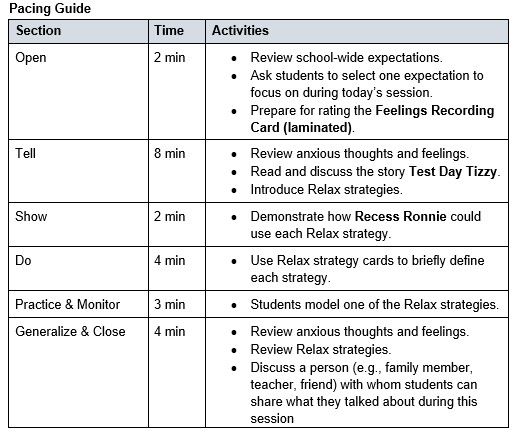 Pacing Guide
Section Time Activities
Open 2 min • Review school-wide expectations.
• Ask students to select one expectation to
focus on during today's session.
• Prepare for rating the Feelings Recording
Card (laminated).
Tell 8 min • Review anxious thoughts and feelings.
• Read and discuss the story Test Day Tizzy.
• Introduce Relax strategies.
Show 2 min • Demonstrate how Recess Ronnie could
use each Relax strategy.
Do 4 min • Use Relax strategy cards to briefly define
each strategy.
Practice & Monitor 3 min • Students model one of the Relax strategies.
Generalize & Close 4 min • Review anxious thoughts and feelings.
• Review Relax strategies.
• Discuss a person (e.g., family member,
teacher, friend) with whom students can
share what they talked about during this
session